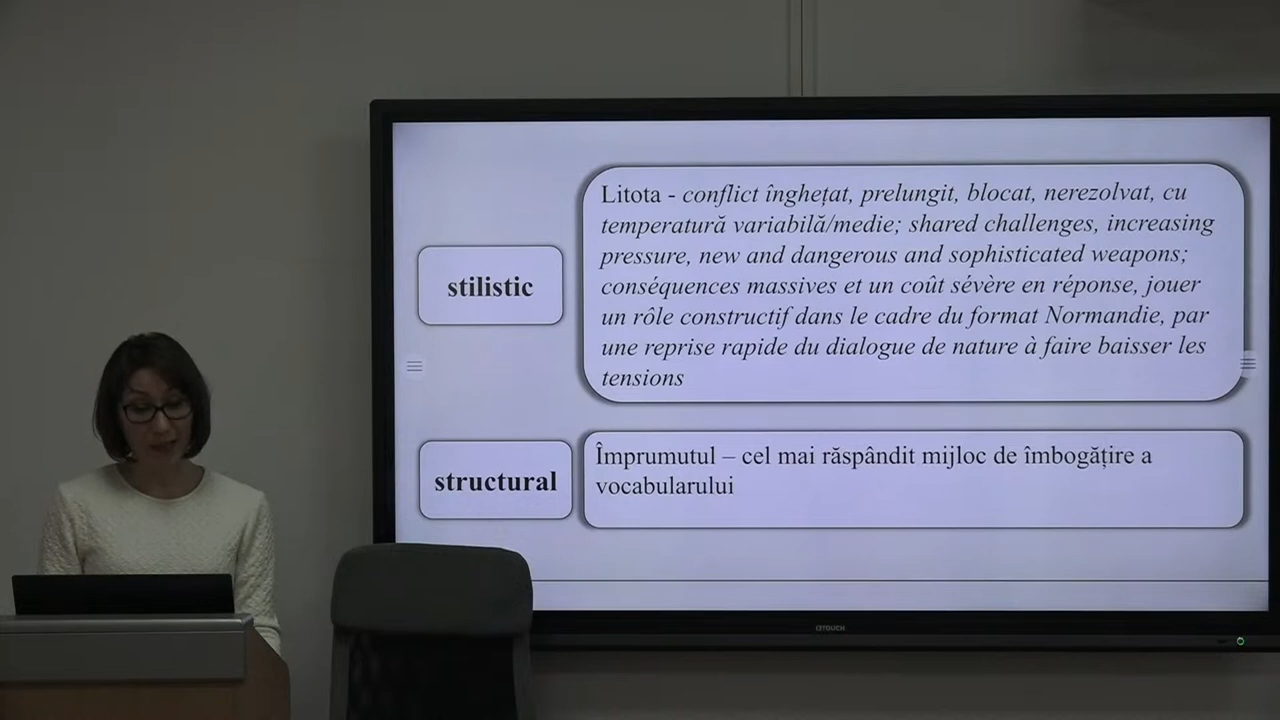 stilistic
Litota - conflict înghețat, prelungit, blocat, nerezolvat, cu
temperatură variabilă/medie; shared challenges, increasing
pressure, new and dangerous and sophisticated weapons;
conséquences massives et un coût sévère en réponse, jouer
un rôle constructif dans le cadre du format Normandie, par
une reprise rapide du dialogue de nature à faire baisser les
tensions
structural
Împrumutul – cel mai răspândit mijloc de îmbogățire a
vocabularului
i3TOUCH